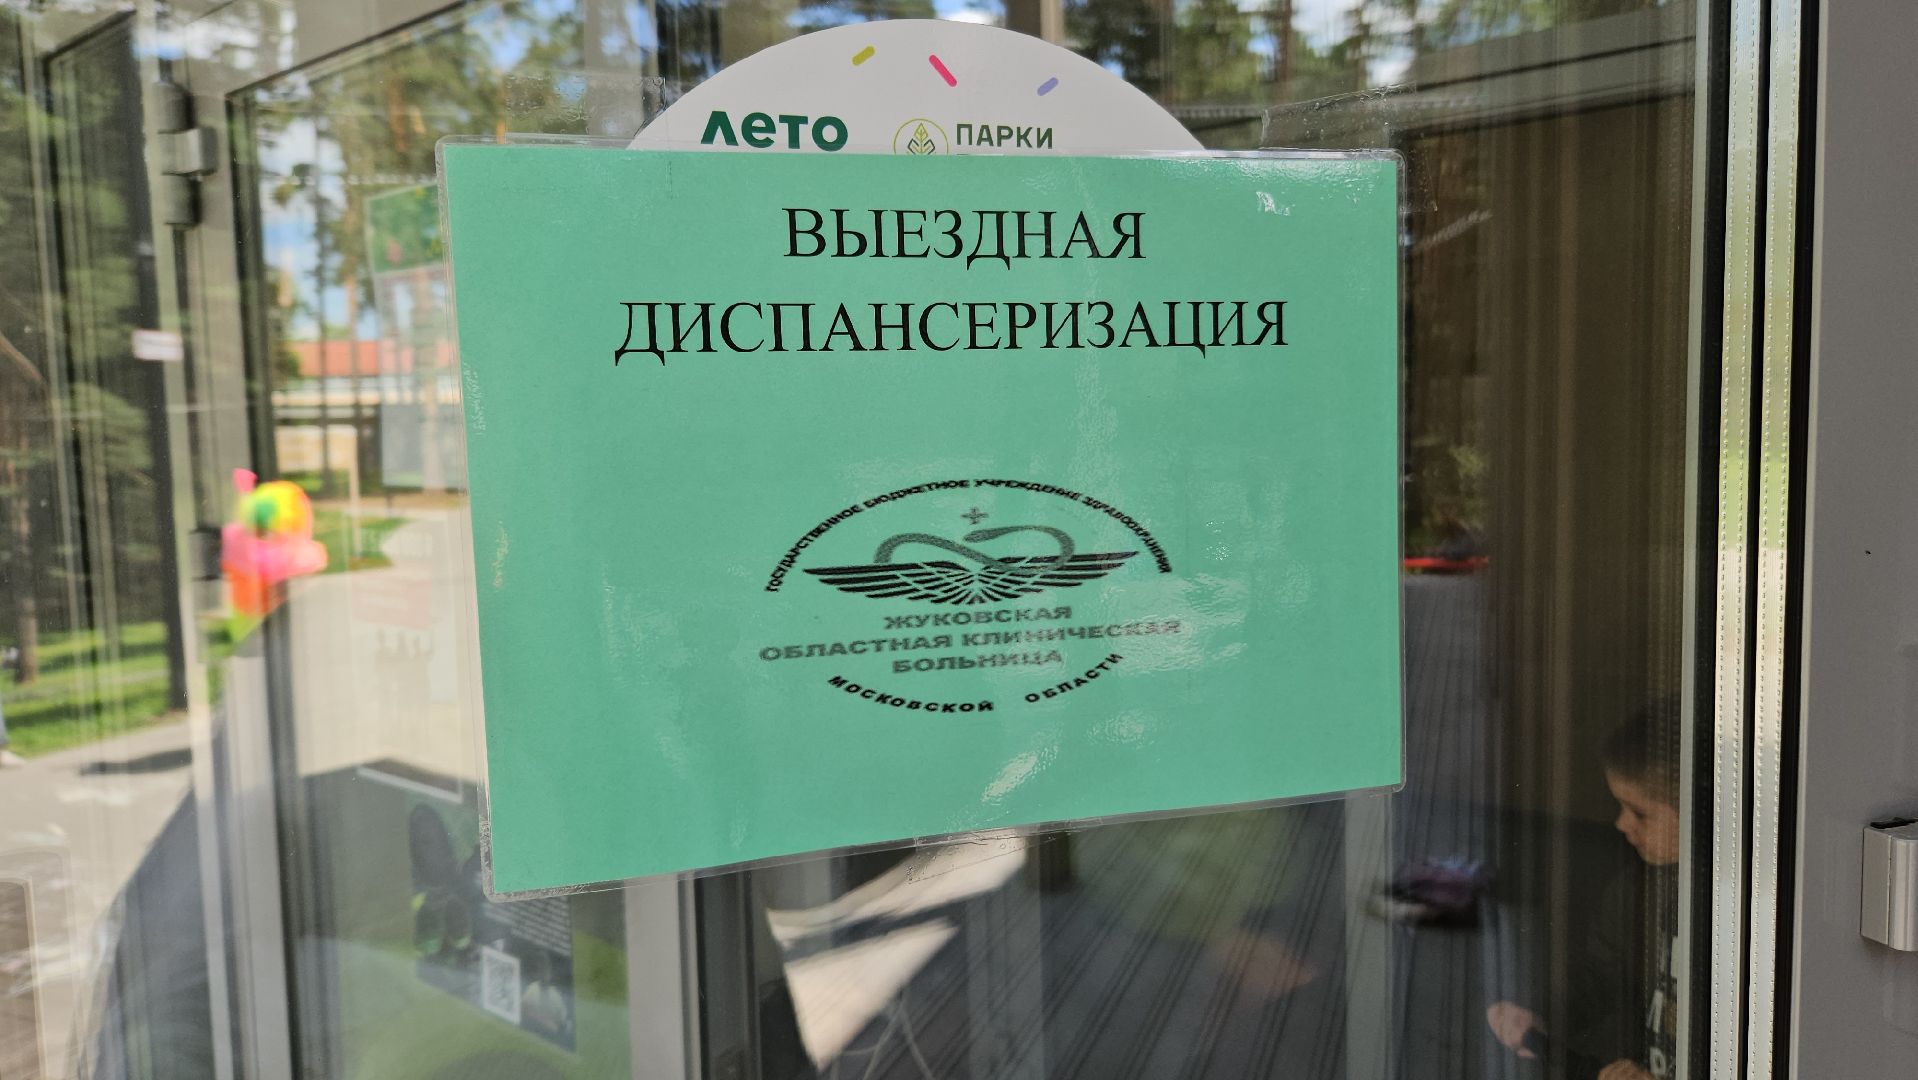 Лето
ПАРКИ
ВЫЕЗДНАЯ
ДИСПАНСЕРИЗАЦИЯ
ГОСУДАРСТВЕННОЕ БЮДЖЕТНОЕ УЧРЕЖДЕНИЕ ЗДРАВООХРАНЕНИЯ
ЖУКОВСКАЯ
ОБЛАСТНАЯ КЛИНИЧЕСКАЯ
БОЛЬНИЦА
МОСКОВСКОЙ ОБЛАСТИ